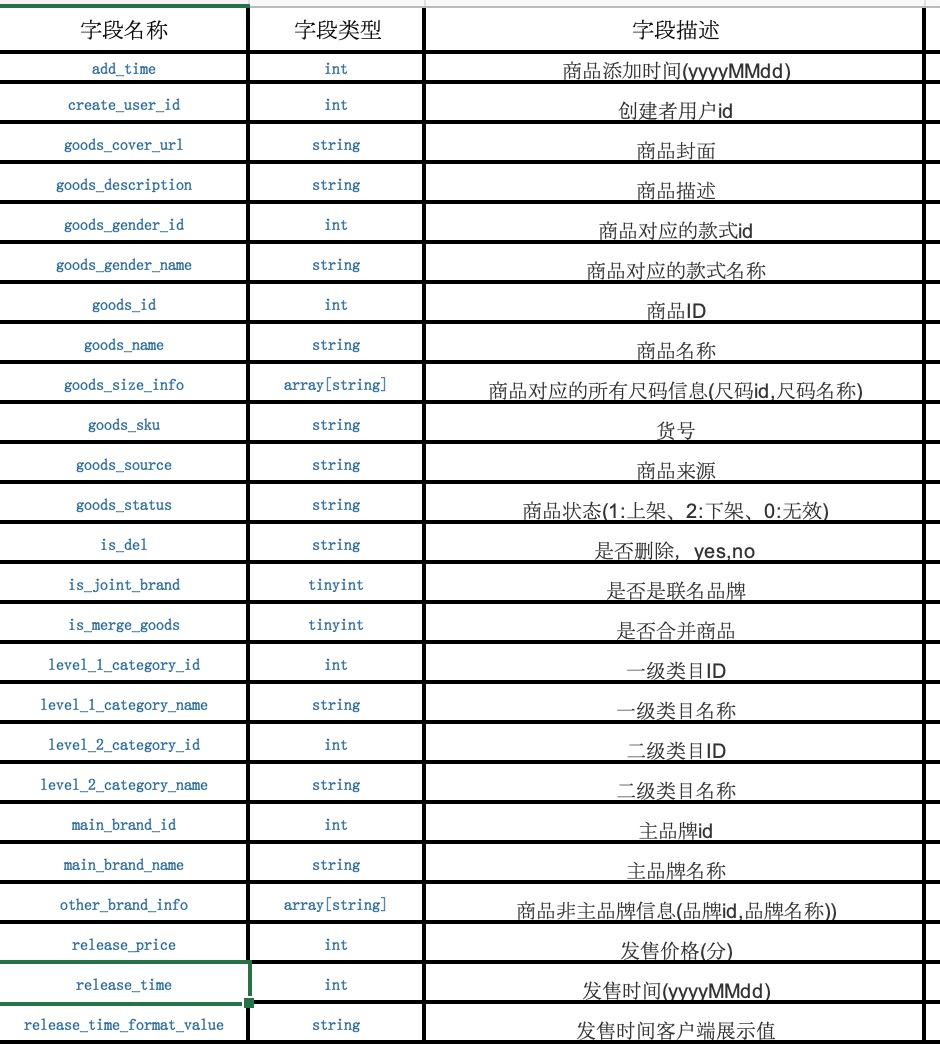 字段名称 字段类型 字段描述
add_time int 商品添加时间(yyyyMMdd)
create_user_id int 创建者用户id
goods_cover_url string 商品封面
goods_description string 商品描述
goods_gender_id int 商品对应的款式id
goods_gender_name string 商品对应的款式名称
goods_id int 商品ID
goods_name string 商品名称
goods_size_info array[string] 商品对应的所有尺码信息(尺码id,尺码名称)
goods_sku string 货号
goods_source string 商品来源
goods_status string 商品状态(1:上架、2:下架、0:无效)
is_del string 是否删除，yes,no
is_joint_brand tinyint 是否是联名品牌
is_merge_goods tinyint 是否合并商品
level_1_category_id int 一级类目ID
level_1_category_name string 一级类目名称
level_2_category_id int 二级类目ID
level_2_category_name string 二级类目名称
main_brand_id int 主品牌id
main_brand_name string 主品牌名称
other_brand_info array[string] 商品非主品牌信息(品牌id,品牌名称))
release_price int 发售价格(分)
release_time int 发售时间(yyyyMMdd)
release_time_format_value string 发售时间客户端展示值